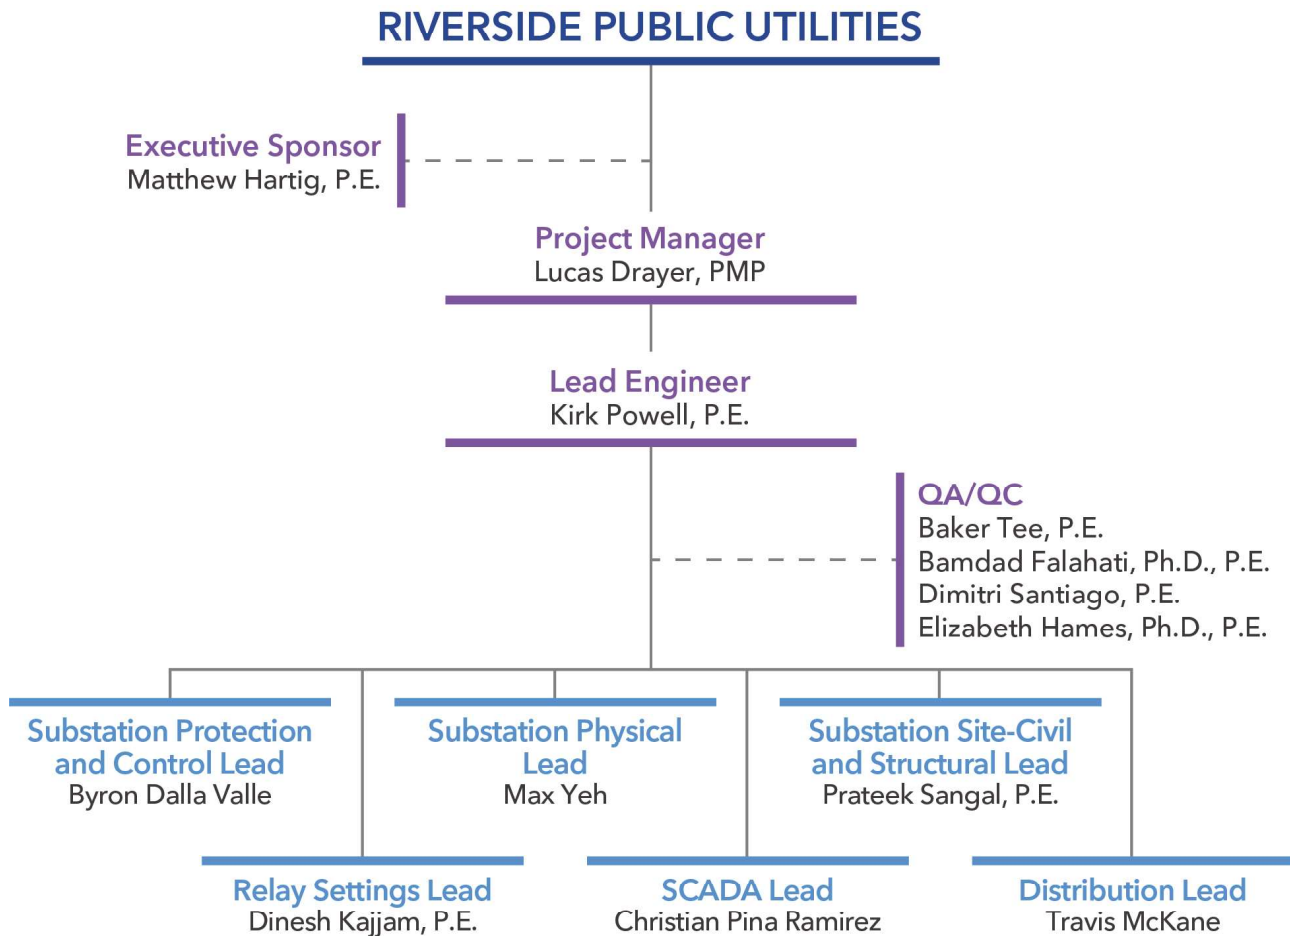 RIVERSIDE PUBLIC UTILITIES
Executive Sponsor
Matthew Hartig, P.E.
Project Manager
Lucas Drayer, PMP
Lead Engineer
Kirk Powell, P.E.
QA/QC
Baker Tee, P.E.
Bamdad Falahati, Ph.D., P.E.
Dimitri Santiago, P.E.
Elizabeth Hames, Ph.D., P.E.
Substation Protection
and Control Lead
Byron Dalla Valle
Substation Physical
Lead
Max Yeh
Substation Site-Civil
and Structural Lead
Prateek Sangal, P.E.
Relay Settings Lead
Dinesh Kajjam, P.E.
SCADA Lead
Christian Pina Ramirez
Distribution Lead
Travis McKane